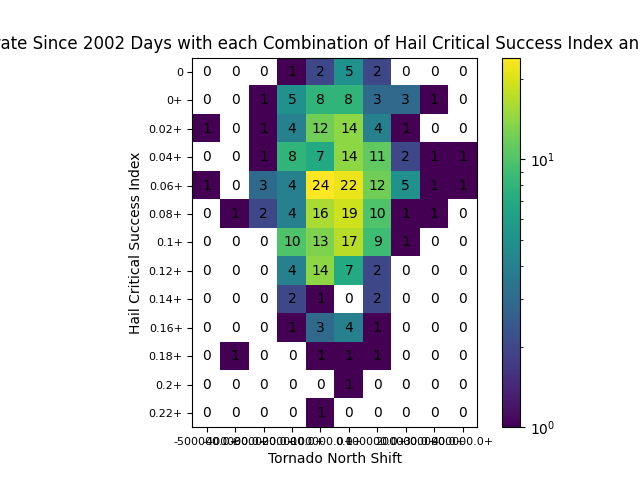 rate Since 2002 Days with each Combination of Hail Critical Success Index an
0 0 0 0 1 2 5 2 0 0 0
0+ 0 0 1 5 8 8 3 3 1 0
0.02+ 1 0 1 4 12 14 4 1 0 0
0.04+ 0 0 1 8 7 14 11 2 1 1
0.06+ 1 0 3 4 24 22 12 5 1 1
0.08+ 0 1 2 4 16 19 10 1 1 0
0.1+ 0 0 0 10 13 17 9 1 0 0
0.12+ 0 0 0 4 14 7 2 0 0 0
0.14+ 0 0 0 2 1 0 2 0 0 0
0.16+ 0 0 0 1 3 4 1 0 0 0
0.18+ 0 1 0 0 1 1 1 0 0 0
0.2+ 0 0 0 0 0 1 0 0 0 0
0.22+ 0 0 0 0 1 0 0 0 0 0
Tornado North Shift
Hail Critical Success Index
10¹
10⁰